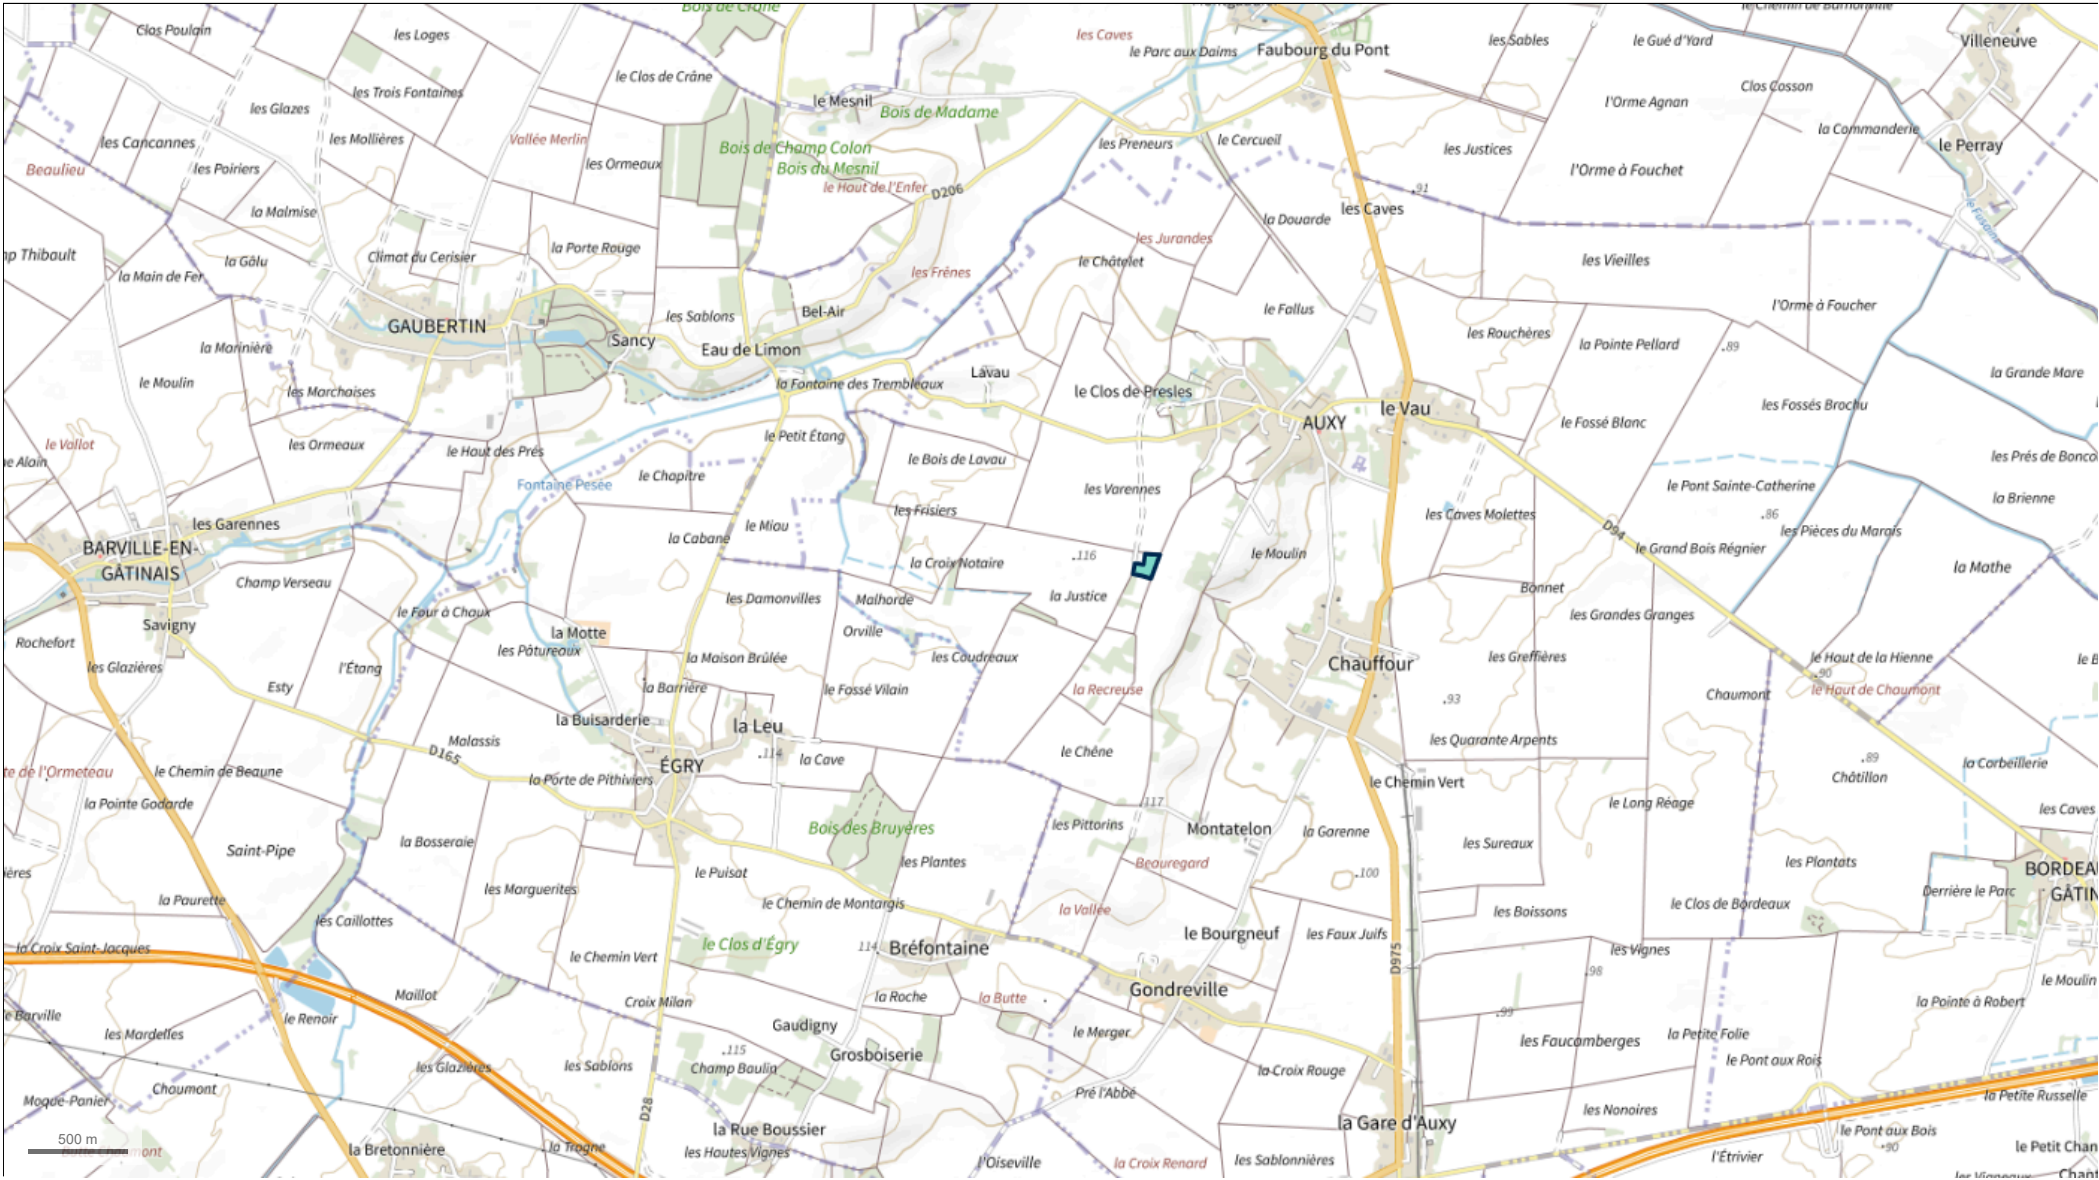 Bois de Crâne
Clos Poulain
les Loges
les Caves
le Parc aux Daims
Faubourg du Pont
les Sables
le Gué d'Yard
Villeneuve
le Clos de Crâne
les Trois Fontaines
le Mesnil
Bois de Madame
l'Orme Agnan
Clos Cosson
les Glazes
la Commanderie
les Cancannes
les Mollières
Vallée Merlin
Bois de Champ Colon
les Preneurs
le Cercueil
les Justices
le Perray
Beaulieu
les Poiriers
les Ormeaux
Bois du Mesnil
l'Orme à Fouchet
le Haut de l'Enfer
D206
.91
la Malmise
la Douarde
les Caves
le Fusain
la Porte Rouge
les Jurandes
la Gâlu
Climat du Cerisier
le Châtelet
les Vieilles
la Main de Fer
les Frênes
les Sablons
Bel-Air
le Fallus
l'Orme à Foucher
GAUBERTIN
Sancy
Eau de Limon
les Rouchères
la Pointe Pellard
.89
la Marinière
Lavau
la Grande Mare
le Moulin
les Marchaises
la Fontaine des Trembleaux
le Clos de Presles
AUXY
le Vau
les Fossés Brochu
le Vallot
les Ormeaux
le Haut des Prés
le Petit Étang
le Fossé Blanc
le Bois de Lavau
le Chapitre
Fontaine Pesée
les Varennes
le Pont Sainte-Catherine
la Brienne
les Garennes
le Miau
les Frisiers
les Caves Molettes
.86
les Pièces du Marais
D94
BARVILLE-EN-
GÂTINAIS
la Cabane
la Croix Notaire
.116
le Moulin
le Grand Bois Régnier
la Mathe
Champ Verseau
les Damonvilles
Malhorde
la Justice
Bonnet
les Grandes Granges
le Four à Chaux
Savigny
la Motte
Orville
Rochefort
les Pâtureaux
la Maison Brûlée
les Coudreaux
Chauffour
les Greffières
le Haut de la Hienne
les Glazières
l'Étang
.90
Esty
la Barrière
le Fossé Vilain
la Recreuse
.93
Chaumont
le Haut de Chaumont
la Buisarderie
la Leu
Malassis
D165
.114
la Cave
le Chêne
les Quarante Arpents
.89
la Corbeillerie
le Chemin de Beaune
ÉGRY
la Porte de Pithiviers
le Chemin Vert
Châtillon
la Pointe Godarde
.117
le Long Réage
les Caves
Bois des Bruyères
les Pittorins
Montatelon
la Garenne
la Bosseraie
les Sureaux
Saint-Pipe
les Plantes
Beauregard
les Plantats
le Puisat
.100
les Marguerites
Derrière le Parc
la Paurette
le Chemin de Montargis
la Vallée
les Boissons
le Clos de Bordeaux
les Caillottes
le Bourgneuf
les Faux Juifs
la Croix Saint-Jacques
le Clos d'Égry
114
Bréfontaine
D975
les Vignes
le Chemin Vert
.98
le Moulin
Gondreville
Maillot
Croix Milan
la Roche
la Butte
la Pointe à Robert
le Renoir
.99
les Mardelles
Gaudigny
le Merger
les Faucamberges
la Petite Folie
Grosboiserie
.115
le Pont aux Rois
les Glazières
les Sablons
Champ Baulin
la Croix Rouge
Chaumont
Pré l'Abbé
la Petite Russelle
Moque-Panier
D28
les Nonoires
la Gare d'Auxy
la Rue Boussier
le Pont aux Bois
500 m
la Bretonnière
la Trogne
les Hautes Vignes
.90
l'Oiseville
la Croix Renard
les Sablonnières
l'Étrivier